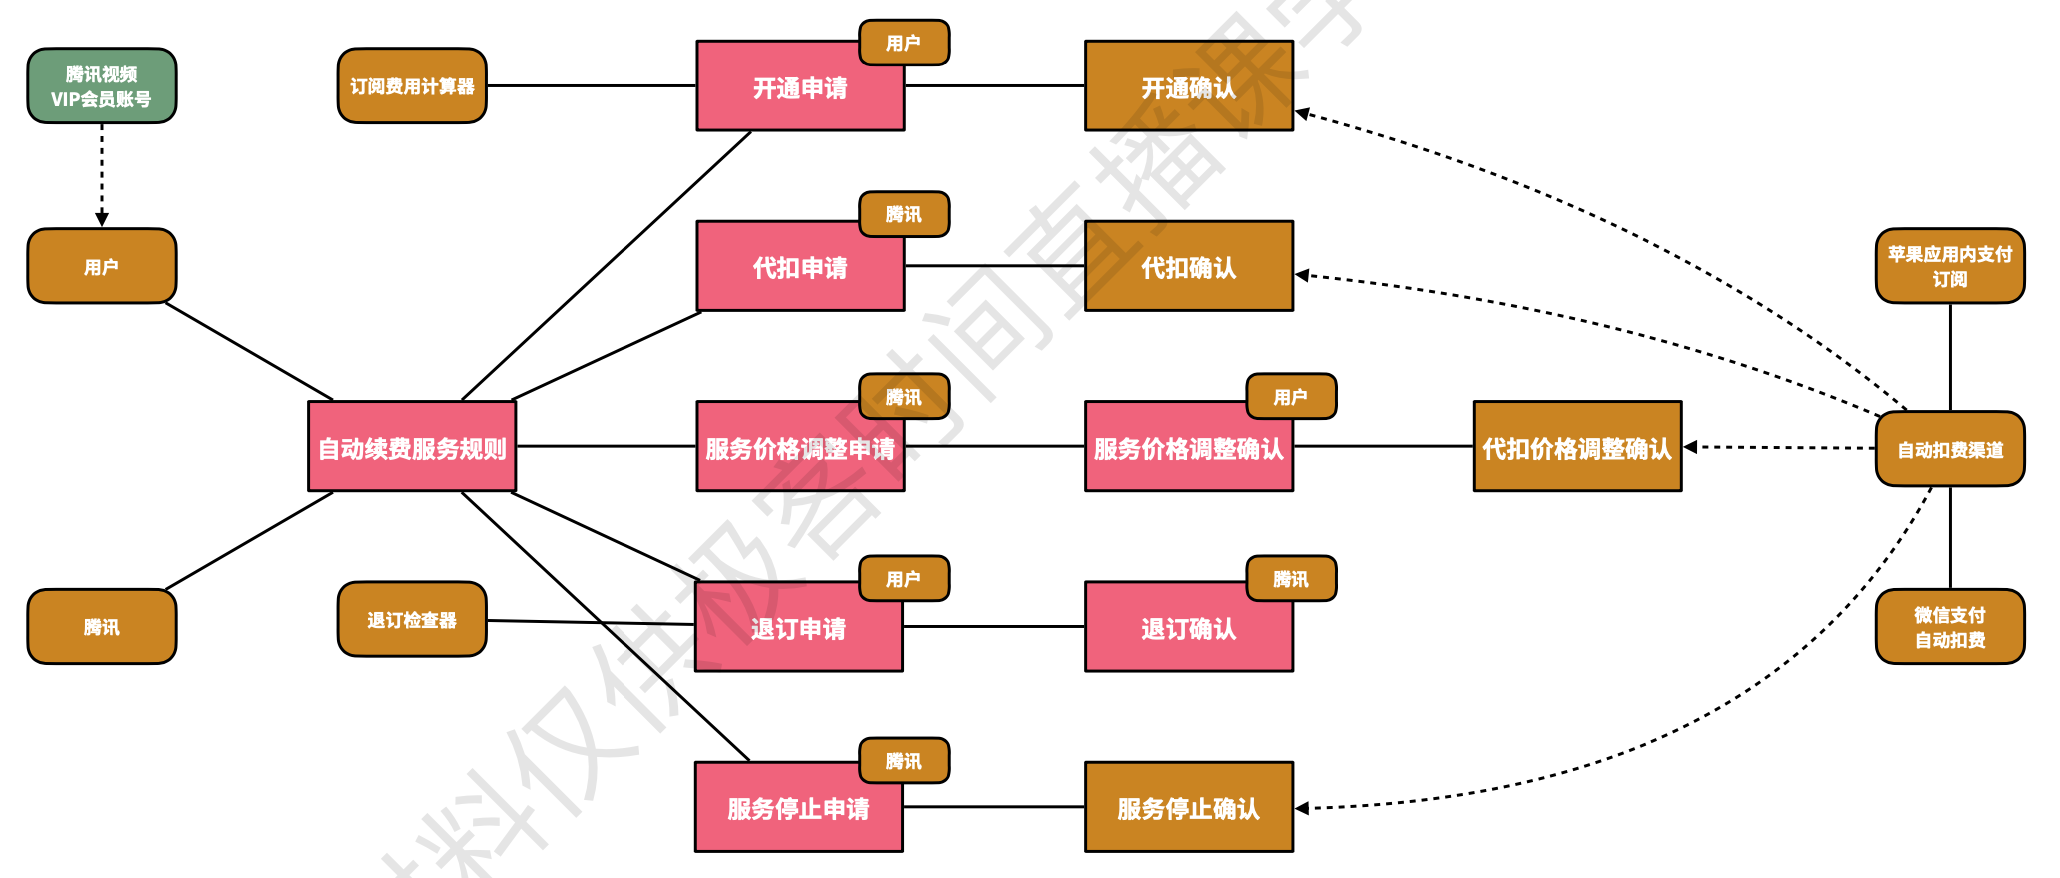 腾讯视频
VIP会员账号
订阅费用计算器
开通申请
用户
开通确认
用户
代扣申请
腾讯
代扣确认
苹果应用内支付
订阅
自动续费服务规则
服务价格调整申请
腾讯
服务价格调整确认
用户
代扣价格调整确认
自动扣费渠道
腾讯
退订检查器
退订申请
用户
退订确认
腾讯
微信支付
自动扣费
服务停止申请
腾讯
服务停止确认
料仅供极客时间直播课学